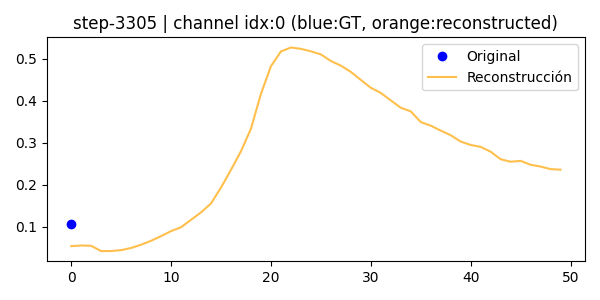 step-3305 | channel idx:0 (blue:GT, orange:reconstructed)
Original
Reconstrucción
0.5
0.4
0.3
0.2
0.1
0 10 20 30 40 50